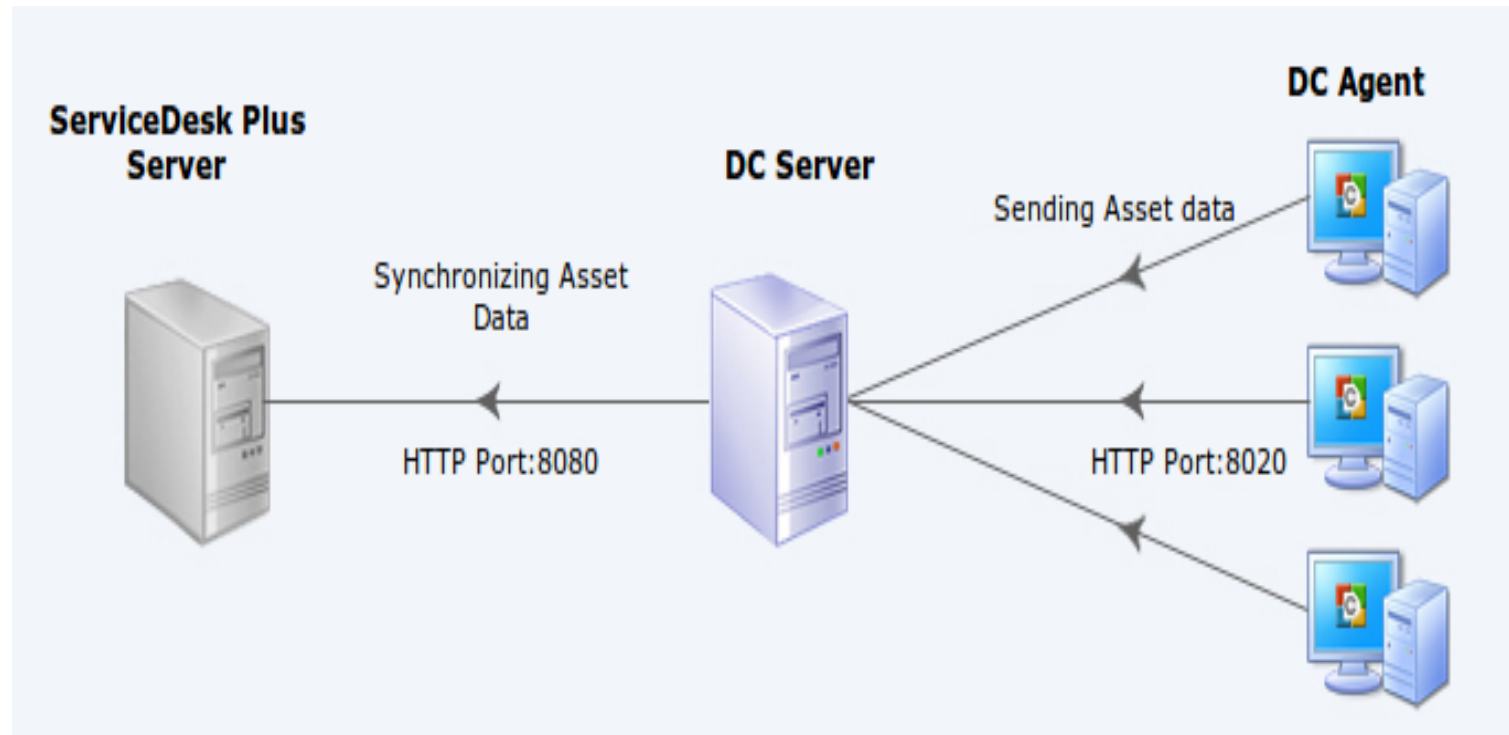 ServiceDesk Plus
Server
DC Server
DC Agent
Sending Asset data
Synchronizing Asset
Data
HTTP Port:8080
HTTP Port:8020
C
C
C